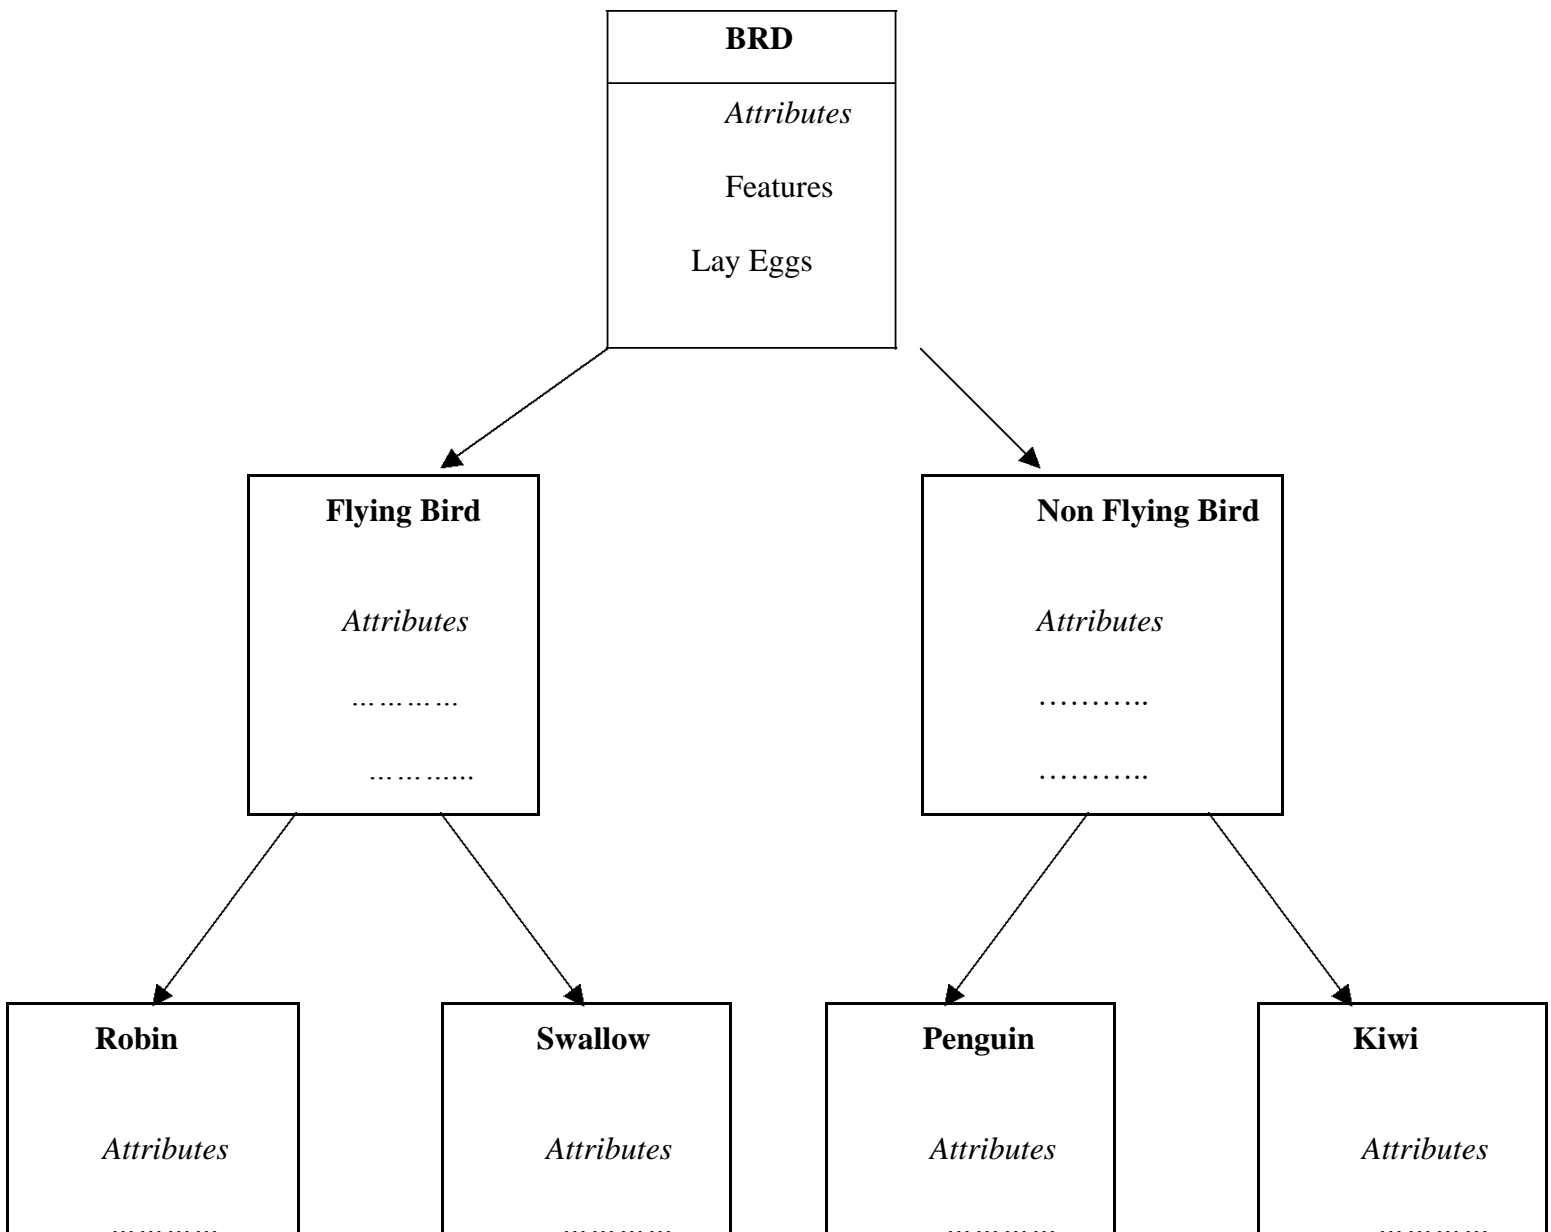 BRD
Attributes
Features
Lay Eggs
Flying Bird
Non Flying Bird
Attributes
Attributes
…………
………..
………...
………..
Robin
Swallow
Penguin
Kiwi
Attributes
Attributes
Attributes
Attributes
…………
…………
…………
…………